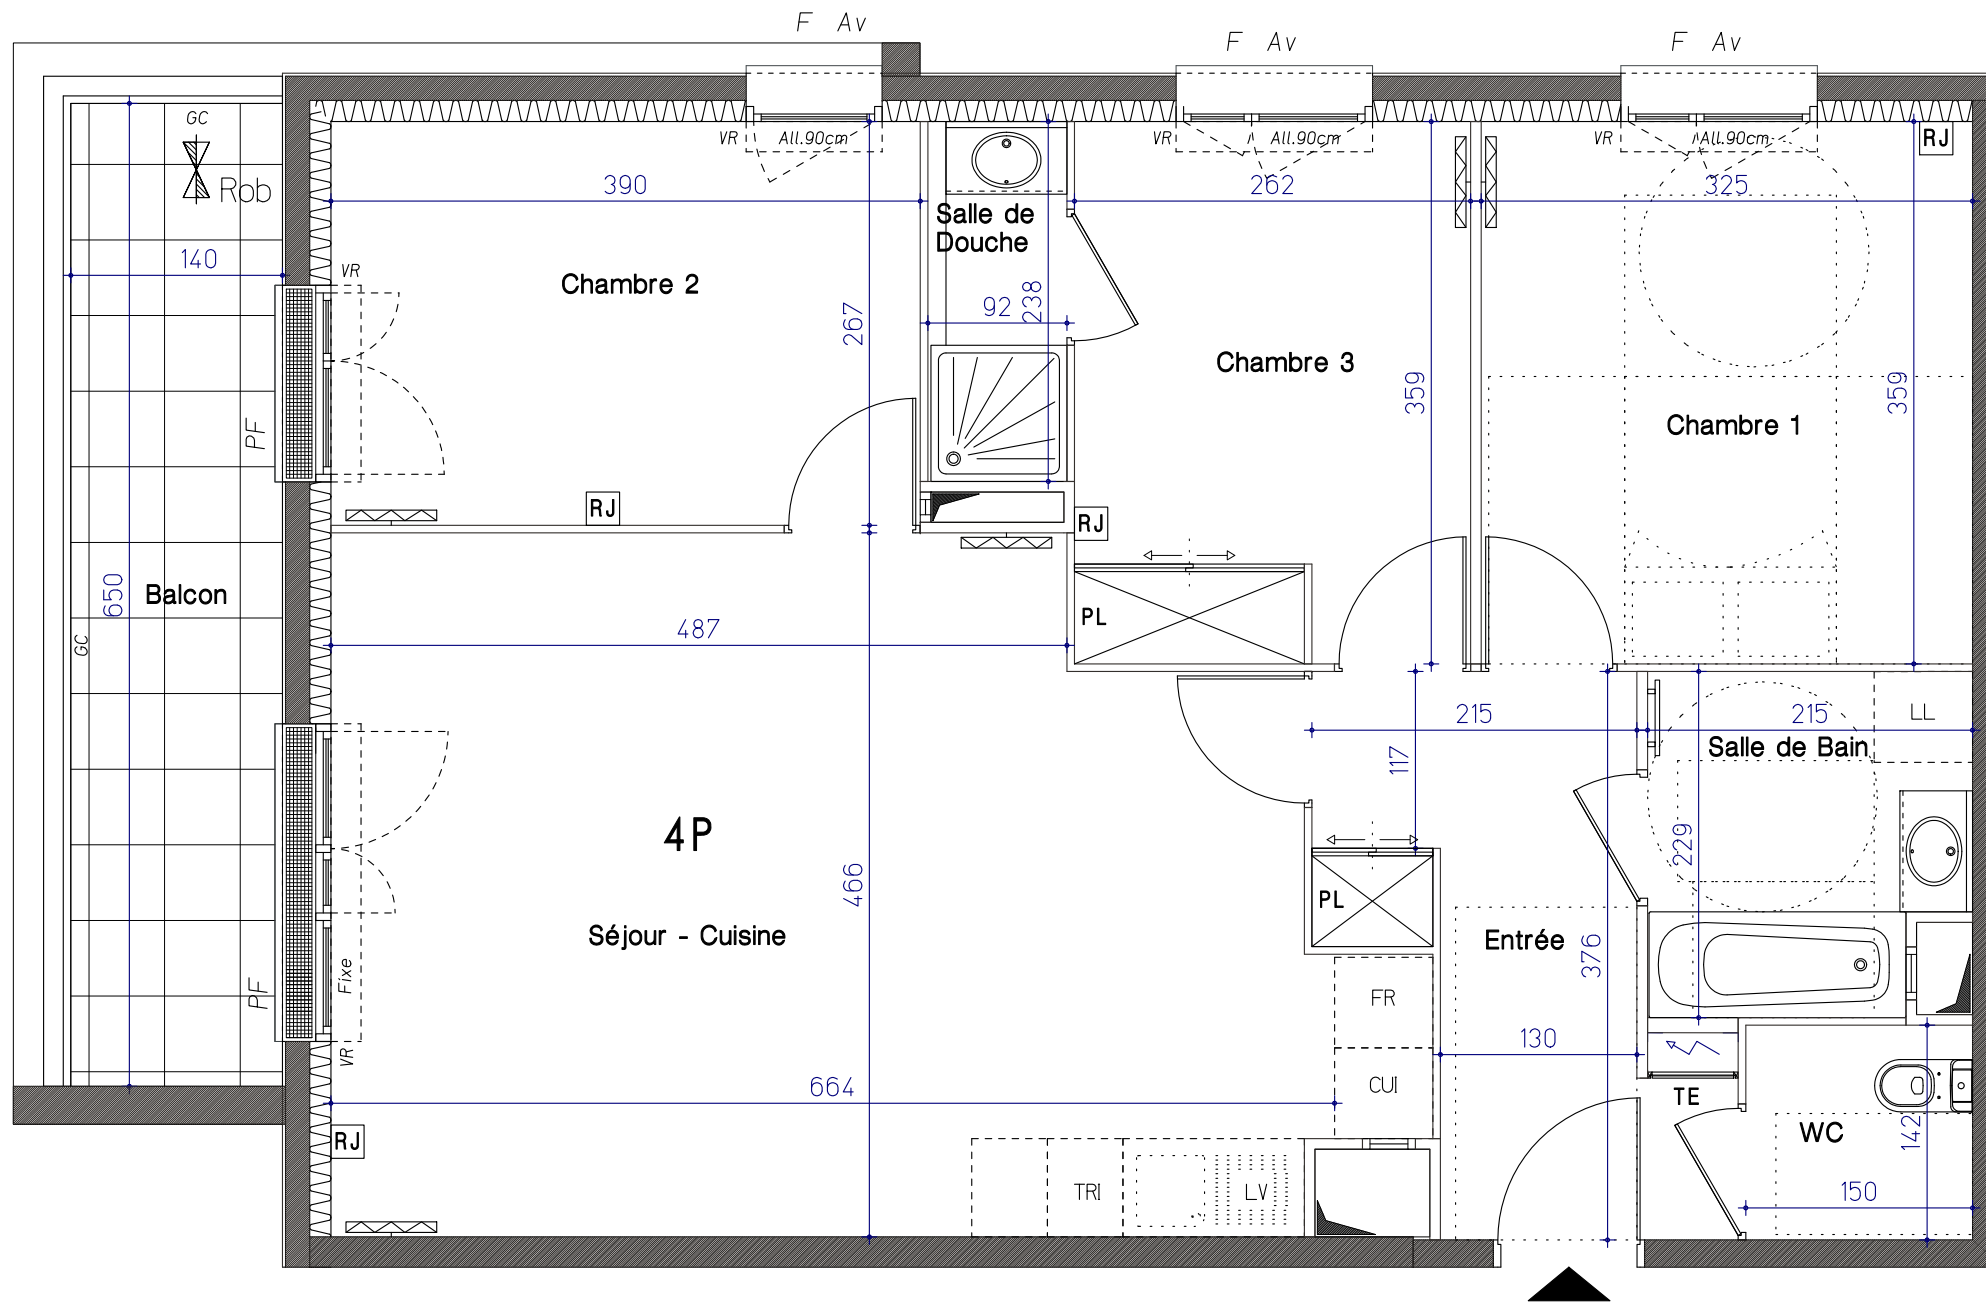 F Av
F Av
F Av
GC
Rob
VR
All.90cm
VR
All.90cm
VR
All.90cm
RJ
390
262
325
Salle de
Douche
140
VR
Chambre 2
92
238
267
Chambre 3
359
359
Chambre 1
PF
RJ
RJ
650
Balcon
GC
487
PL
215
215
LL
117
Salle de Bain
4P
229
466
PL
Séjour - Cuisine
Entrée
376
PF
Fixe
VR
FR
130
CUI
664
TE
RJ
WC
142
TRI
LV
150